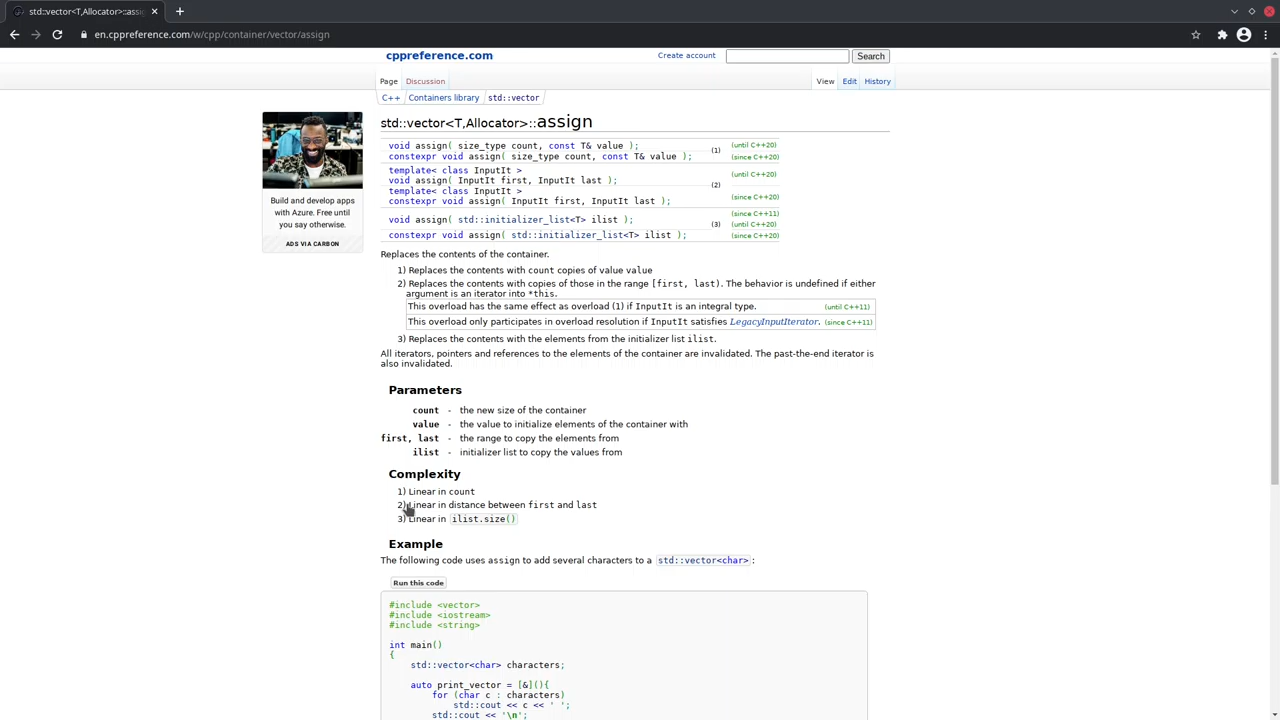 std::vector<T,Allocator>::assi
en.cppreference.com/w/cpp/container/vector/assign
cppreference.com
Create account
Search
Page
Discussion
View
Edit
History
C++
Containers library
std::vector
std::vector<T,Allocator>::assign
void assign( size_type count, const T& value );
(until C++20)
(1)
constexpr void assign( size_type count, const T& value );
(since C++20)
template< class InputIt >
void assign( InputIt first, InputIt last );
(until C++20)
(2)
template< class InputIt >
constexpr void assign( InputIt first, InputIt last );
(since C++20)
void assign( std::initializer_list<T> ilist );
(since C++11)
(until C++20)
(3)
constexpr void assign( std::initializer_list<T> ilist );
(since C++20)
Build and develop apps
with Azure. Free until
you say otherwise.
ADS VIA CARBON
Replaces the contents of the container.
1) Replaces the contents with count copies of value value
2) Replaces the contents with copies of those in the range [first, last). The behavior is undefined if either
argument is an iterator into *this.
This overload has the same effect as overload (1) if InputIt is an integral type. (until C++11)
This overload only participates in overload resolution if InputIt satisfies LegacyInputIterator. (since C++11)
3) Replaces the contents with the elements from the initializer list ilist.
All iterators, pointers and references to the elements of the container are invalidated. The past-the-end iterator is
also invalidated.
Parameters
count - the new size of the container
value - the value to initialize elements of the container with
first, last - the range to copy the elements from
ilist - initializer list to copy the values from
Complexity
1) Linear in count
2) Linear in distance between first and last
3) Linear in ilist.size()
Example
The following code uses assign to add several characters to a std::vector<char>:
Run this code
#include <vector>
#include <iostream>
#include <string>
int main()
{
std::vector<char> characters;
auto print_vector = [&](){
for (char c : characters)
std::cout << c << ' ';
std::cout << '\n';